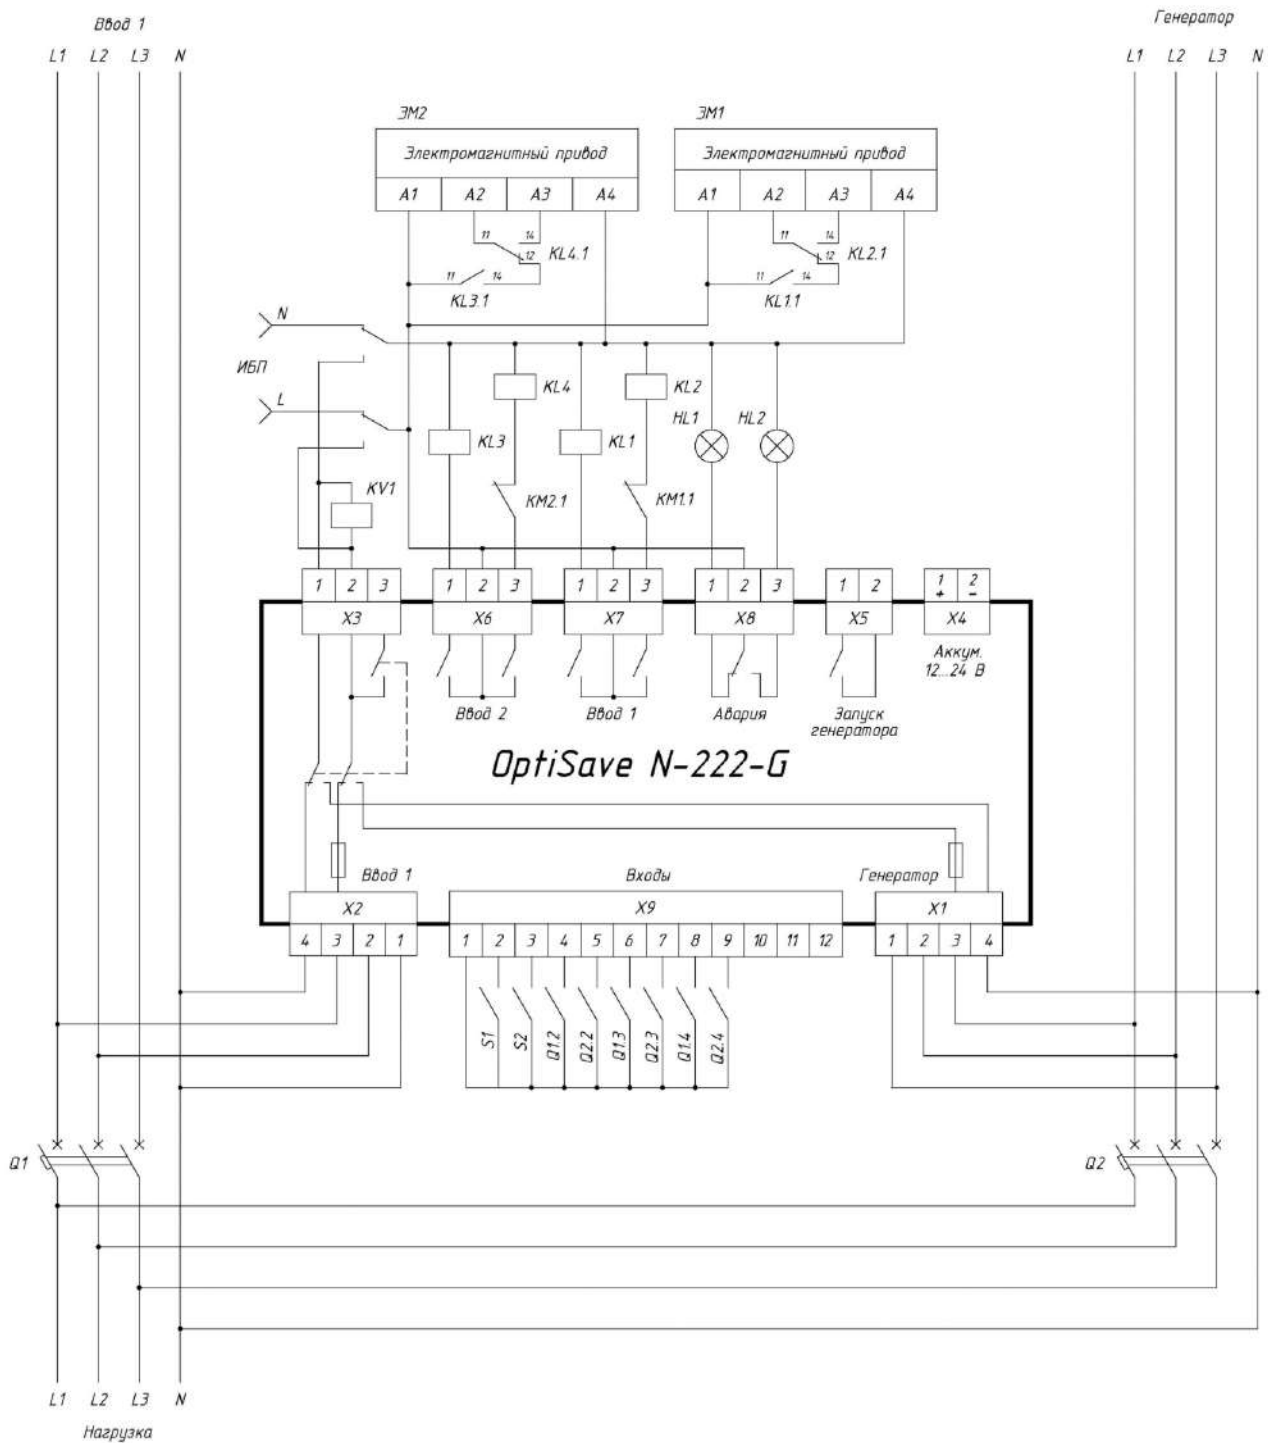 Ввод 1
Генератор
L1 L2 L3 N
L1 L2 L3 N
ЭМ2
ЭМ1
Электромагнитный привод
Электромагнитный привод
A1 A2 A3 A4
A1 A2 A3 A4
11 14
12
KL4.1
11 14
KL3.1
11 14
12
KL2.1
11 14
KL1.1
N
ИБП
L
KL4
KL2
KL3
KL1
HL1
HL2
KV1
KM2.1
KM1.1
1 2 3
1 2 3
1 2 3
1 2 3
1 2
1 2
+ -
X3
X6
X7
X8
X5
X4
Аккум.
12...24 В
Ввод 2
Ввод 1
Авария
Запуск
генератора
OptiSave N-222-G
Ввод 1
Входы
Генератор
X2
X9
X1
4 3 2 1
1 2 3 4 5 6 7 8 9 10 11 12
1 2 3 4
S1
S2
Q1.2
Q2.2
Q1.3
Q2.3
Q1.4
Q2.4
Q1
Q2
L1 L2 L3 N
Нагрузка